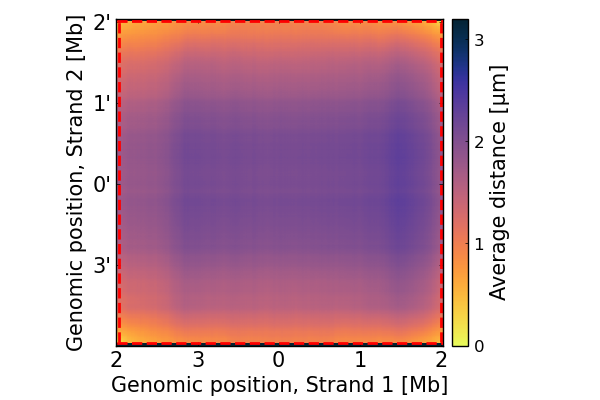 Genomic position, Strand 2 [Mb]
2'
1'
0'
3'
2 3 0 1 2
Genomic position, Strand 1 [Mb]
3
2
1
0
Average distance [μm]